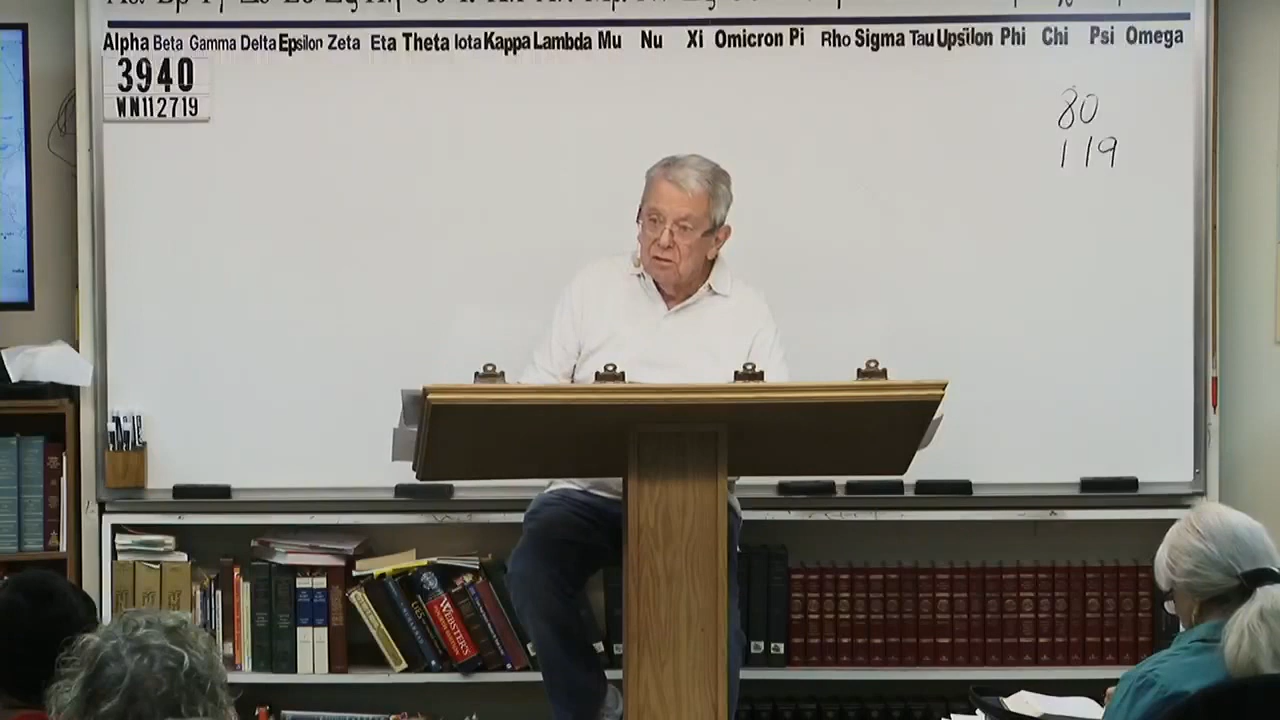 Alpha Beta Gamma Delta Epsilon Zeta Eta Theta Iota Kappa Lambda Mu Nu Xi Omicron Pi Rho Sigma Tau Upsilon Phi Chi Psi Omega
3940
WN112719
80
119
WEBSTER'S